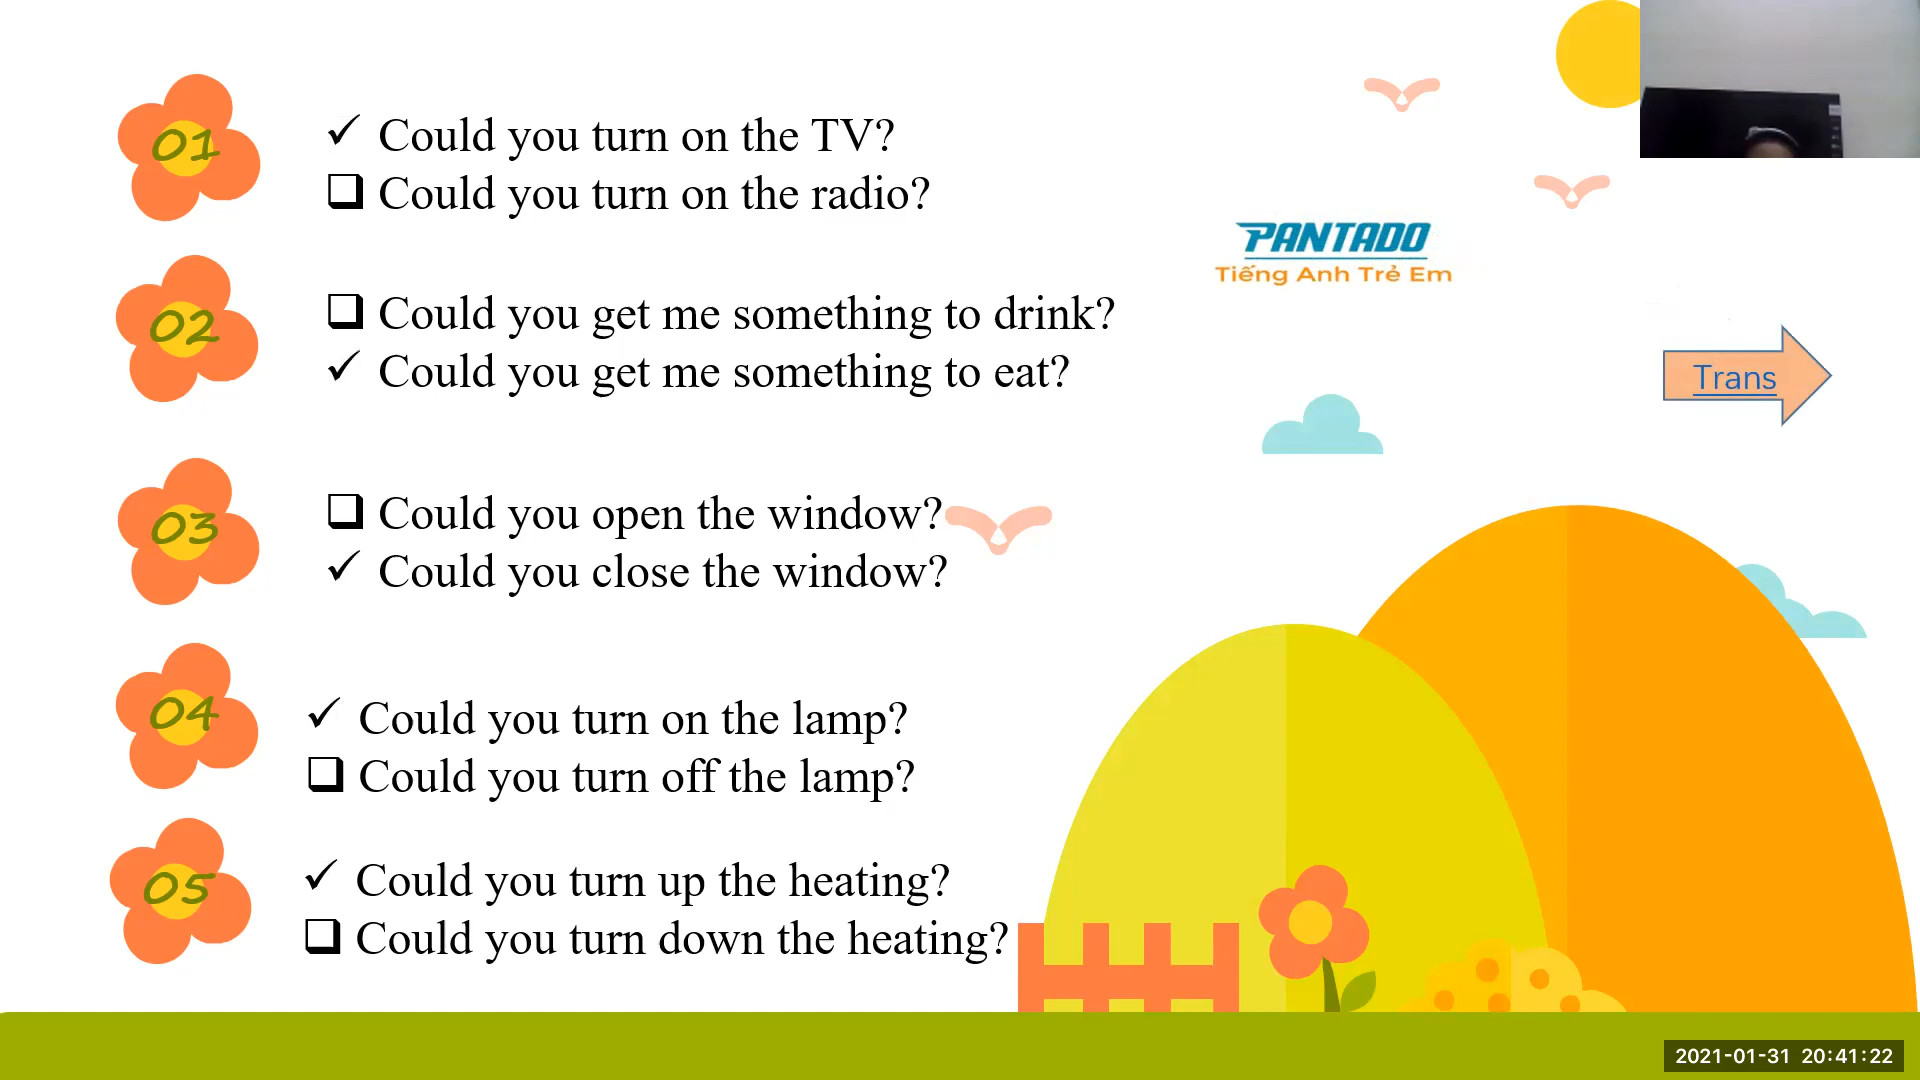 01
✓ Could you turn on the TV?
❑ Could you turn on the radio?
PANTADO
Tiếng Anh Trẻ Em
02
❑ Could you get me something to drink?
✓ Could you get me something to eat?
Trans
03
❑ Could you open the window?
✓ Could you close the window?
04
✓ Could you turn on the lamp?
❑ Could you turn off the lamp?
05
✓ Could you turn up the heating?
❑ Could you turn down the heating?
2021-01-31 20:41:22